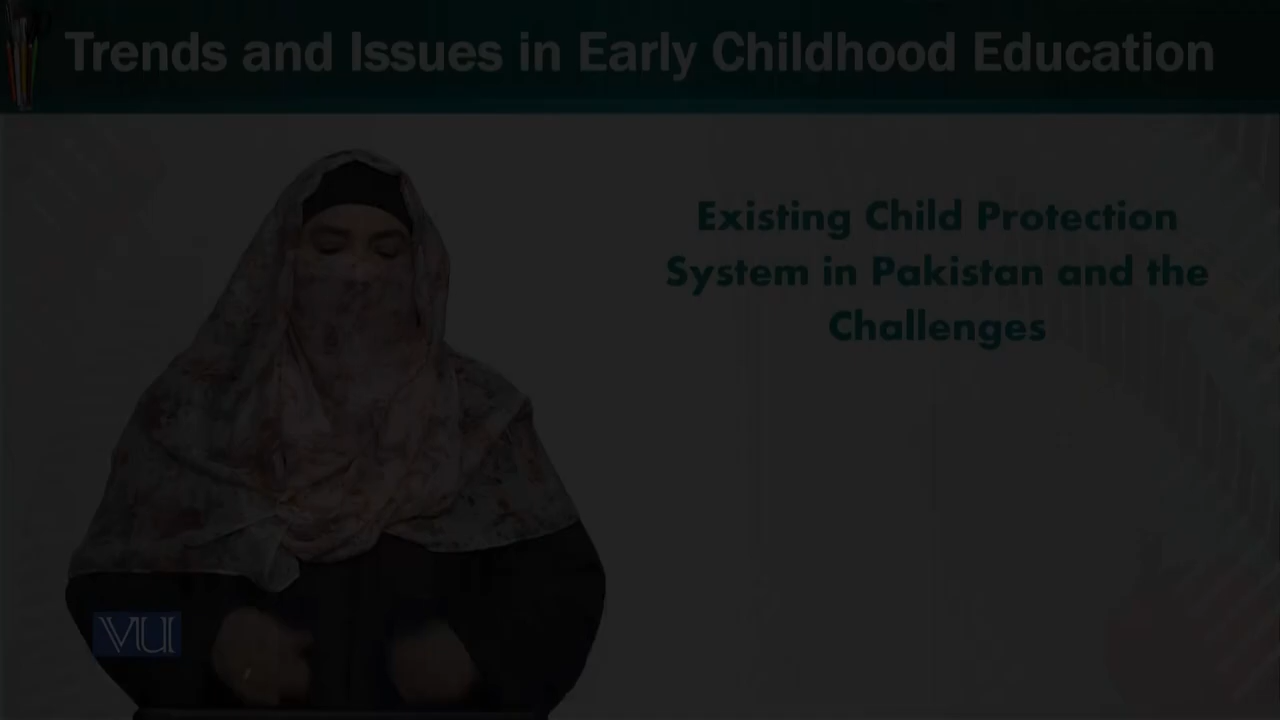 Trends and Issues in Early Childhood Education
Existing Child Protection
System in Pakistan and the
Challenges
VU